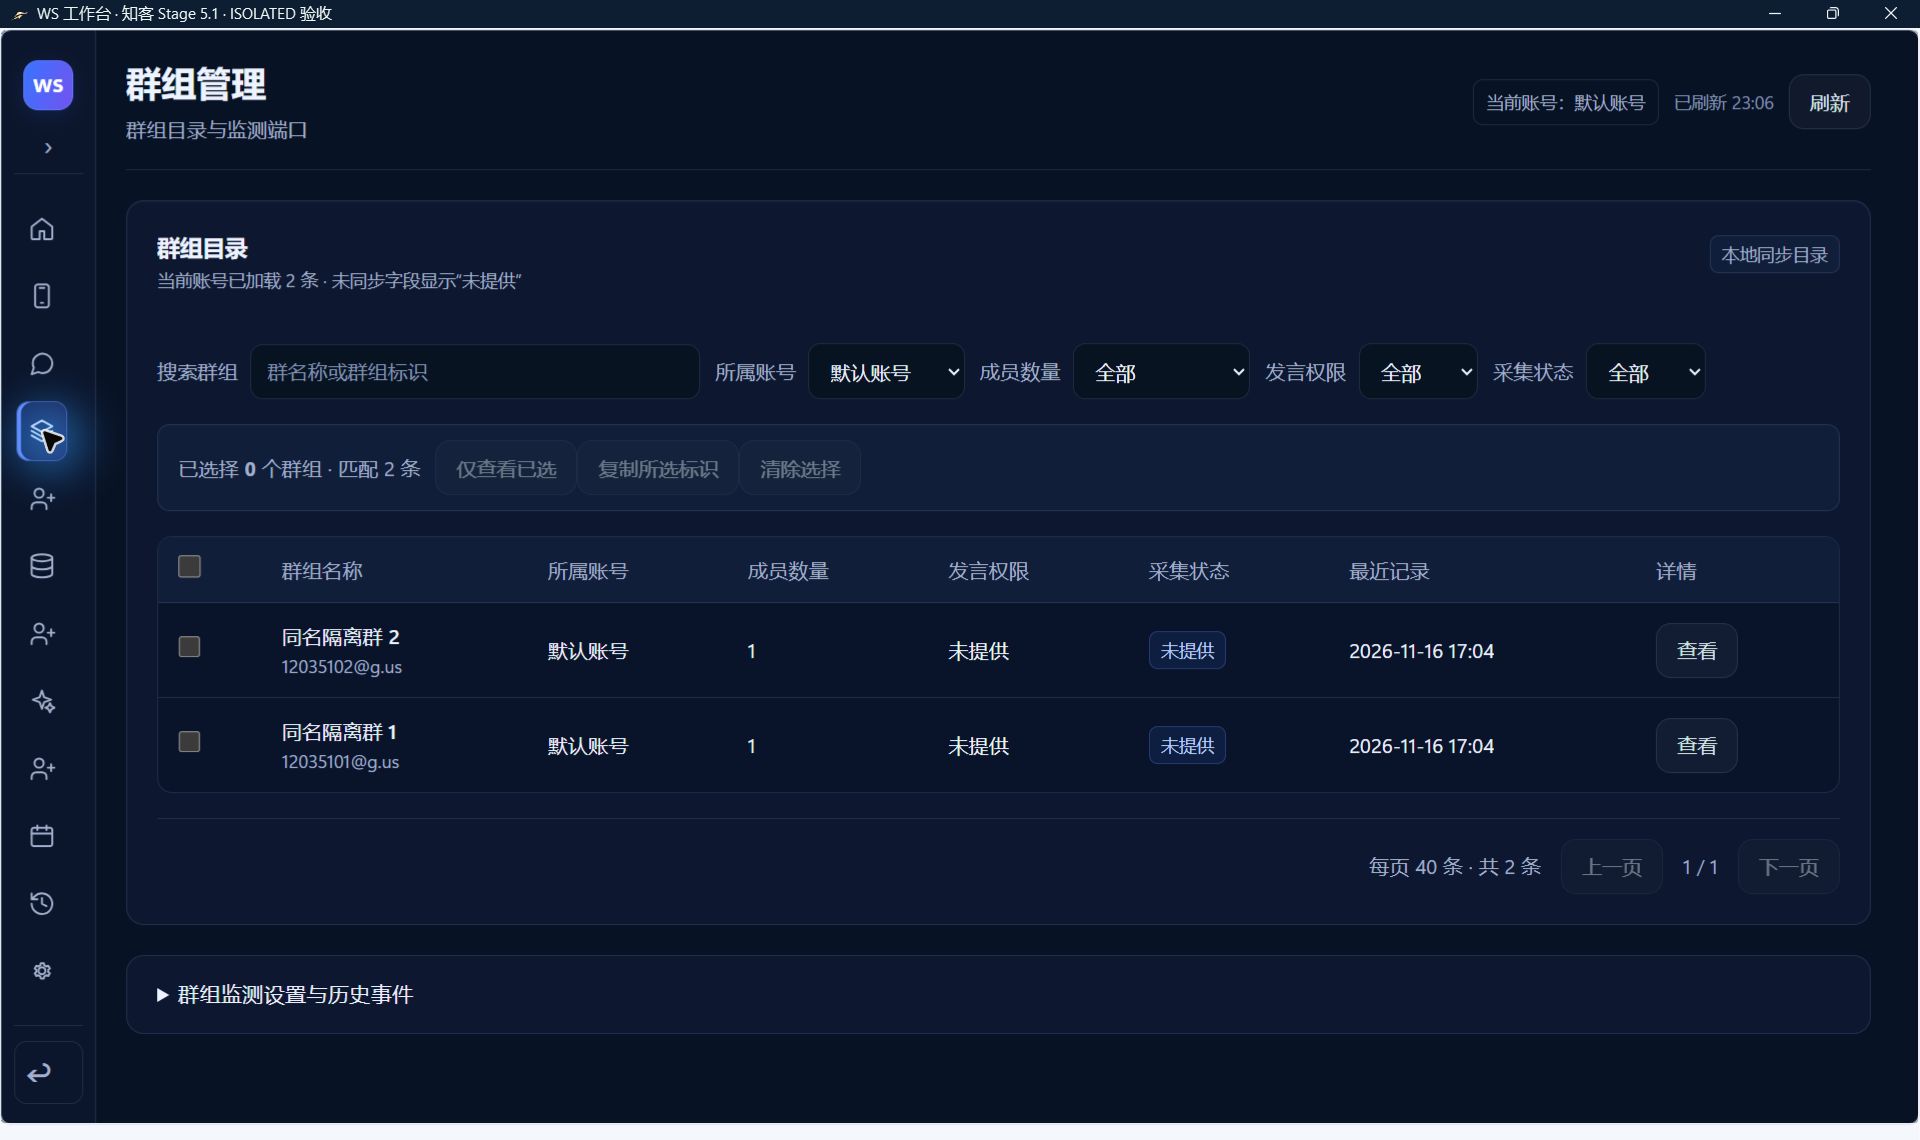 WS 工作台 · 知客 Stage 5.1 · ISOLATED 验收
WS
群组管理
群组目录与监测端口
当前账号：默认账号
已刷新 23:06
刷新
群组目录
当前账号已加载 2 条 · 未同步字段显示“未提供”
本地同步目录
搜索群组 群名称或群组标识 所属账号 默认账号 成员数量 全部 发言权限 全部 采集状态 全部
已选择 0 个群组 · 匹配 2 条 仅查看已选 复制所选标识 清除选择
群组名称 所属账号 成员数量 发言权限 采集状态 最近记录 详情
同名隔离群 2
12035102@g.us
默认账号 1 未提供 未提供 2026-11-16 17:04 查看
同名隔离群 1
12035101@g.us
默认账号 1 未提供 未提供 2026-11-16 17:04 查看
每页 40 条 · 共 2 条 上一页 1 / 1 下一页
群组监测设置与历史事件